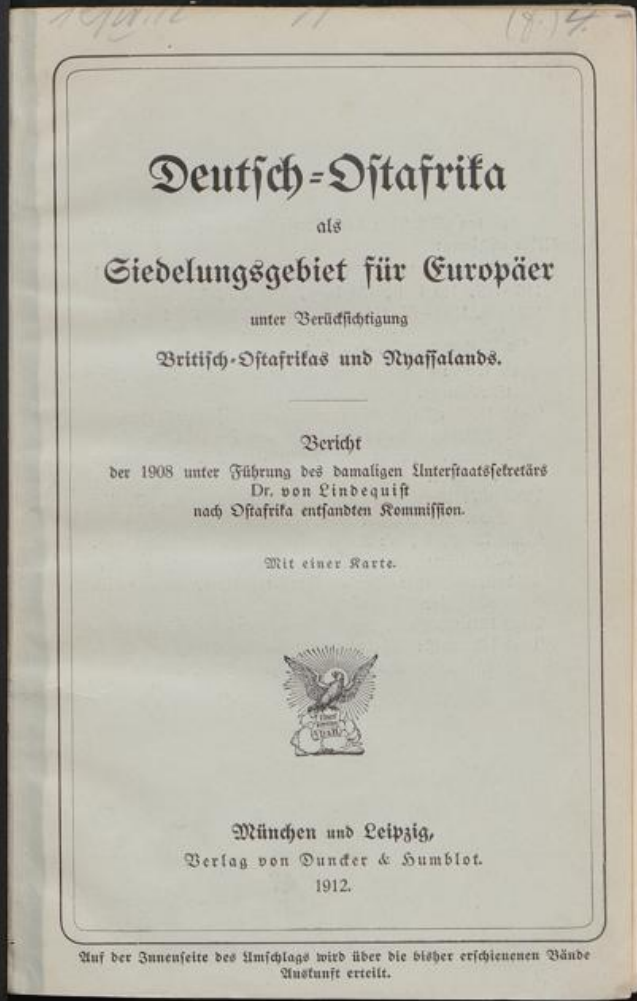 Deutſch-Oſtafrika
als
Siedelungsgebiet für Europäer
unter Berückſichtigung
Britiſch-Oſtafrikas und Nyaſſalands.
Bericht
der 1908 unter Führung des damaligen Unterſtaatsſekretärs
Dr. von Lindequiſt
nach Oſtafrika entſandten Kommiſſion.
Mit einer Karte.
München und Leipzig,
Verlag von Duncker & Humblot.
1912.
Auf der Innenſeite des Umſchlags wird über die bisher erſchienenen Bände
Auskunft erteilt.